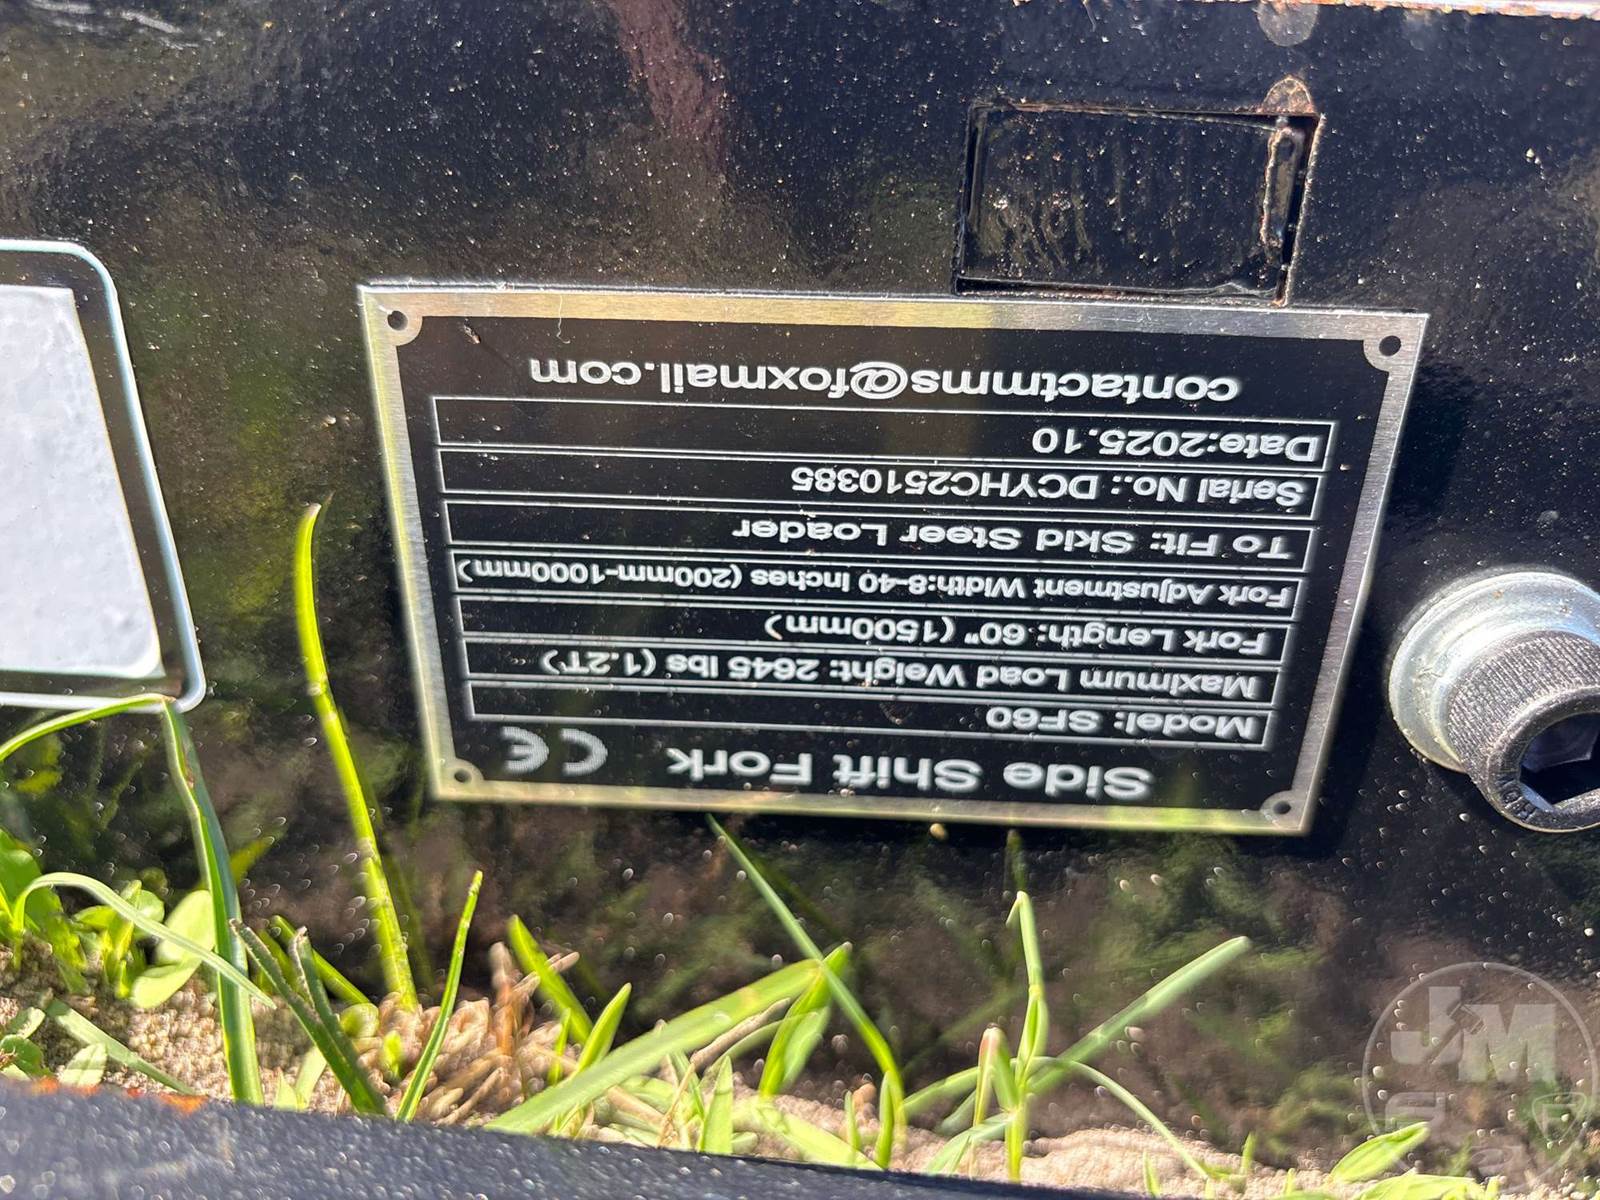 Side Shift Fork CE
Model: SF60
Maximum Load Weight: 2645 lbs (1.2T)
Fork Length: 60" (1500mm)
Fork Adjustment Width:8-40 Inches (200mm-1000mm)
To Fit: Skid Steer Loader
Serial No.: DCYHC2510385
Date:2025.10
contactmms@foxmail.com
JM